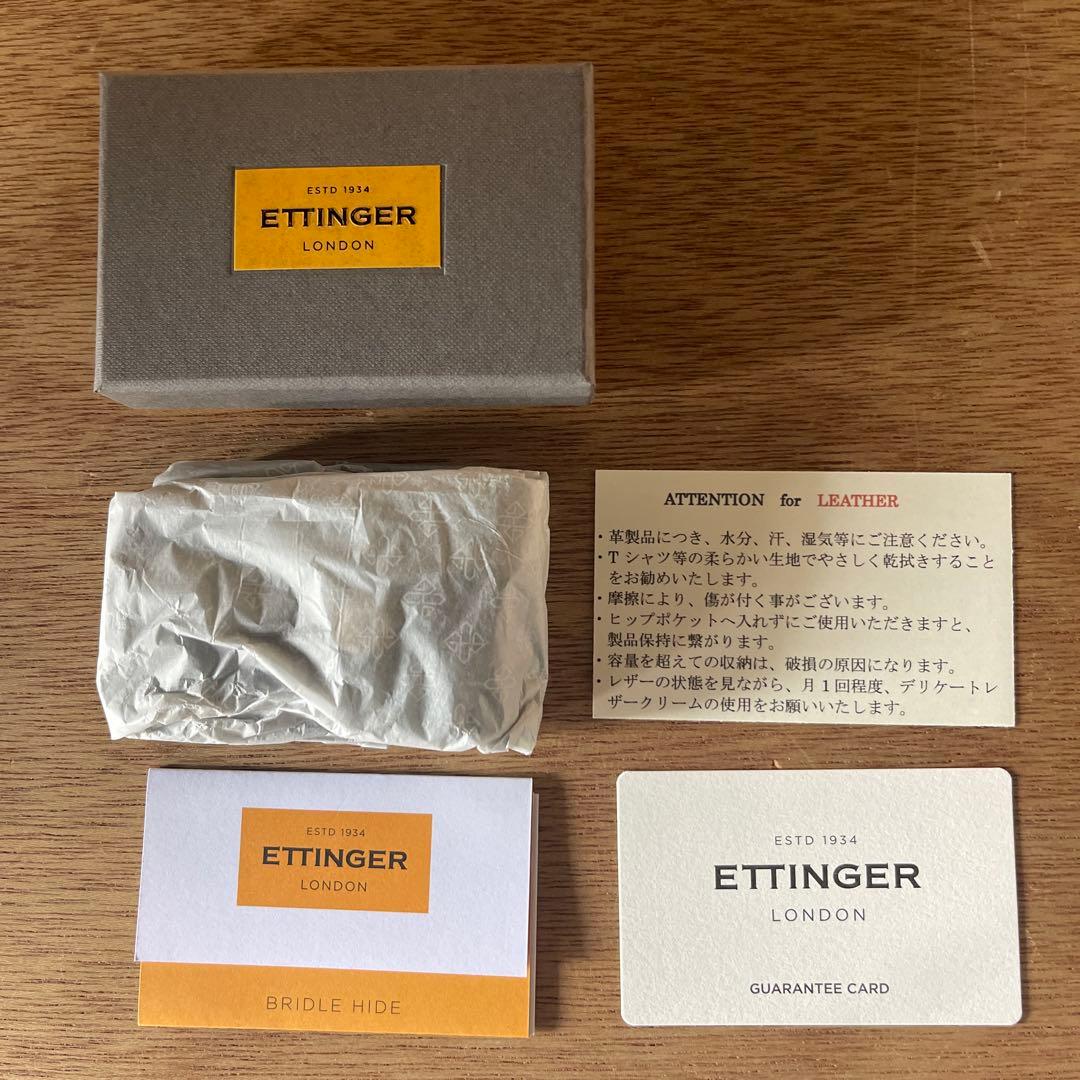 ESTD 1934
ETTINGER
LONDON
ATTENTION for LEATHER
・革製品につき、水分、汗、湿気等にご注意ください。
・Tシャツ等の柔らかい生地でやさしく乾拭きすること
をお勧めいたします。
・摩擦により、傷が付く事がございます。
・ヒップポケットへ入れずにご使用いただきますと、
製品保持に繋がります。
・容量を超えての収納は、破損の原因になります。
・レザーの状態を見ながら、月1回程度、デリケートレ
ザークリームの使用をお願いいたします。
ESTD 1934
ETTINGER
LONDON
BRIDLE HIDE
ESTD 1934
ETTINGER
LONDON
GUARANTEE CARD